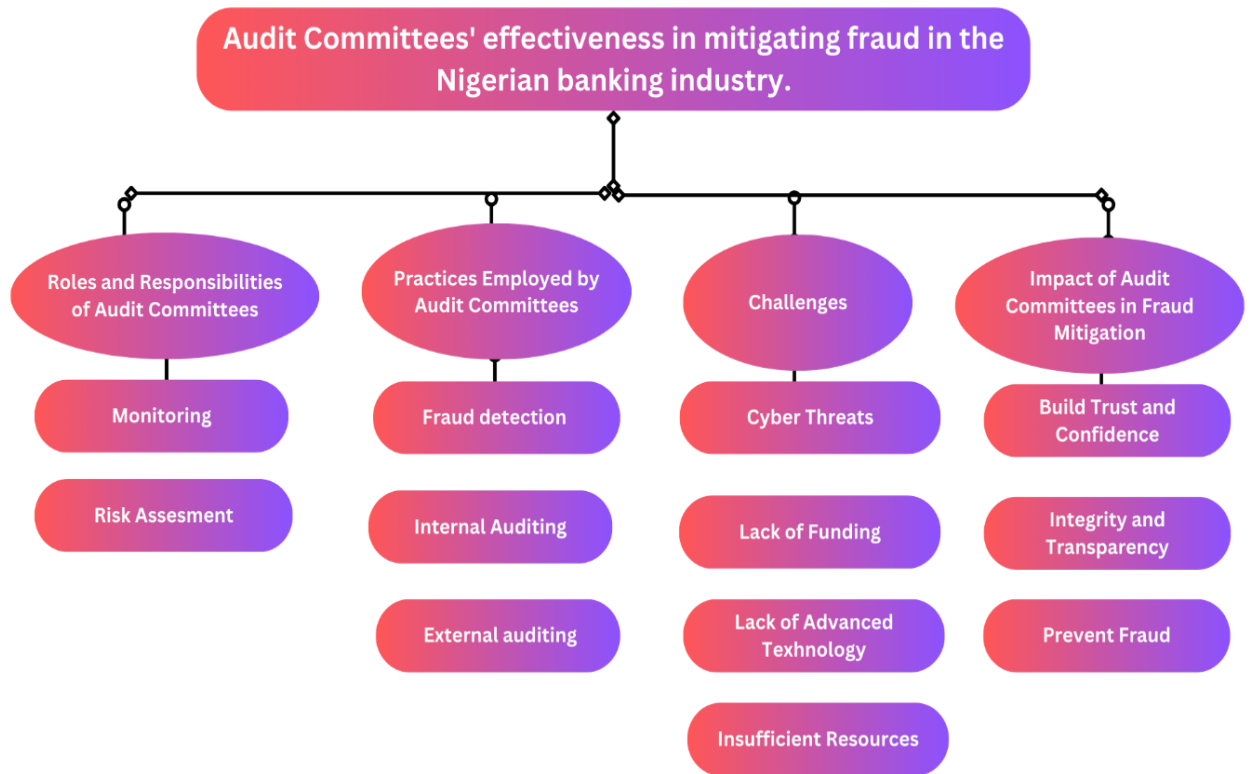 Audit Committees' effectiveness in mitigating fraud in the
Nigerian banking industry.
Roles and Responsibilities
of Audit Committees
Monitoring
Risk Assesment
Practices Employed by
Audit Committees
Fraud detection
Internal Auditing
External auditing
Challenges
Cyber Threats
Lack of Funding
Lack of Advanced
Texhnology
Insufficient Resources
Impact of Audit
Committees in Fraud
Mitigation
Build Trust and
Confidence
Integrity and
Transparency
Prevent Fraud